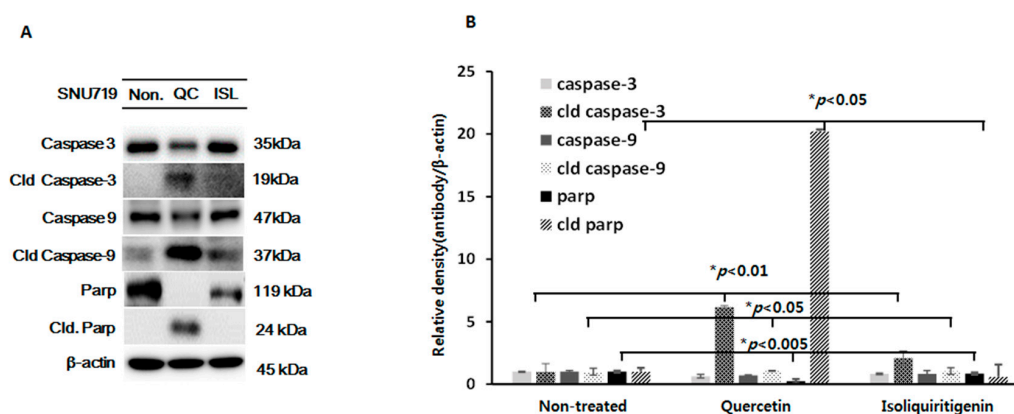 A
SNU719 Non. QC ISL
Caspase 3 35kDa
Cld Caspase-3 19kDa
Caspase 9 47kDa
Cld Caspase-9 37kDa
Parp 119 kDa
Cld. Parp 24 kDa
β-actin 45 kDa
B
Relative density(antibody/β-actin)
25
20
15
10
5
0
caspase-3
cld caspase-3
caspase-9
cld caspase-9
parp
cld parp
*p<0.05
*p<0.01
*p<0.05
*p<0.005
Non-treated Quercetin Isoliquiritigenin